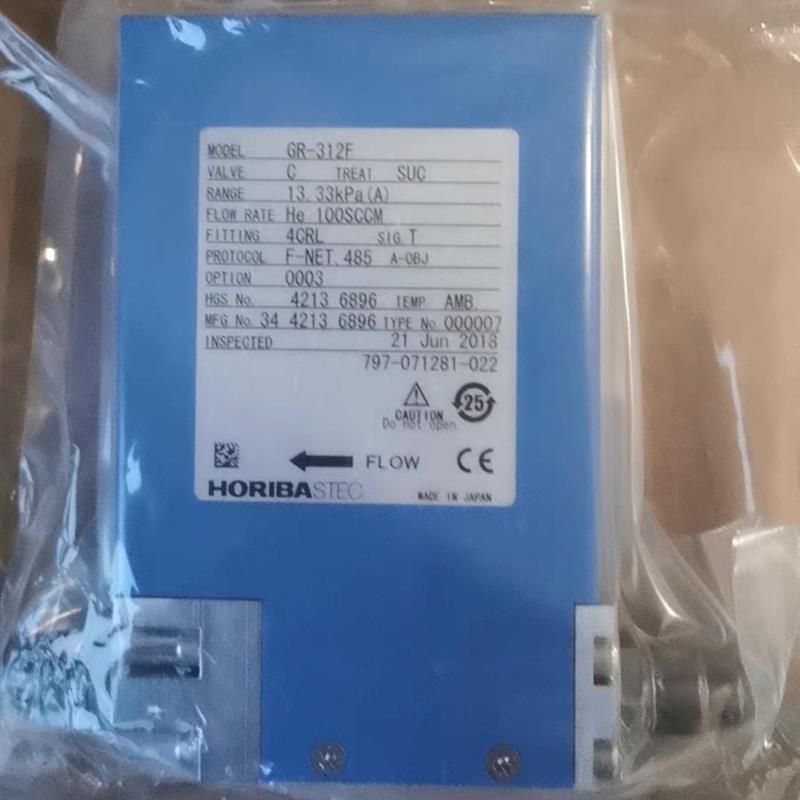 MODEL GR-312F
VALVE C TREAT SUC
RANGE 13.33kPa(A)
FLOW RATE He 100SCCM
FITTING 4CRL SIG T
PROTOCOL F-NET.485 A-OBJ
OPTION 0003
HGS No. 4213 6896 TEMP. AMB.
MFG No. 34 4213 6896 TYPE No. 000007
INSPECTED 21 Jun 2018
797-071281-022
25
CAUTION
Do not open.
FLOW CE
HORIBASTEC MADE IN JAPAN